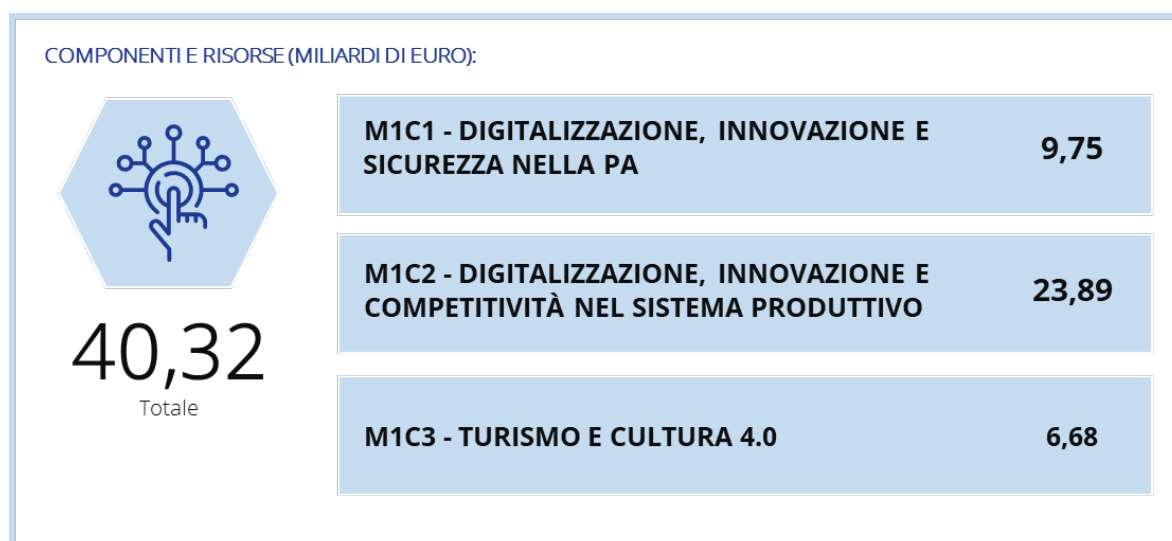 COMPONENTI E RISORSE (MILIARDI DI EURO):
40,32
Totale
M1C1 - DIGITALIZZAZIONE, INNOVAZIONE E
SICUREZZA NELLA PA
9,75
M1C2 - DIGITALIZZAZIONE, INNOVAZIONE E
COMPETITIVITÀ NEL SISTEMA PRODUTTIVO
23,89
M1C3 - TURISMO E CULTURA 4.0
6,68